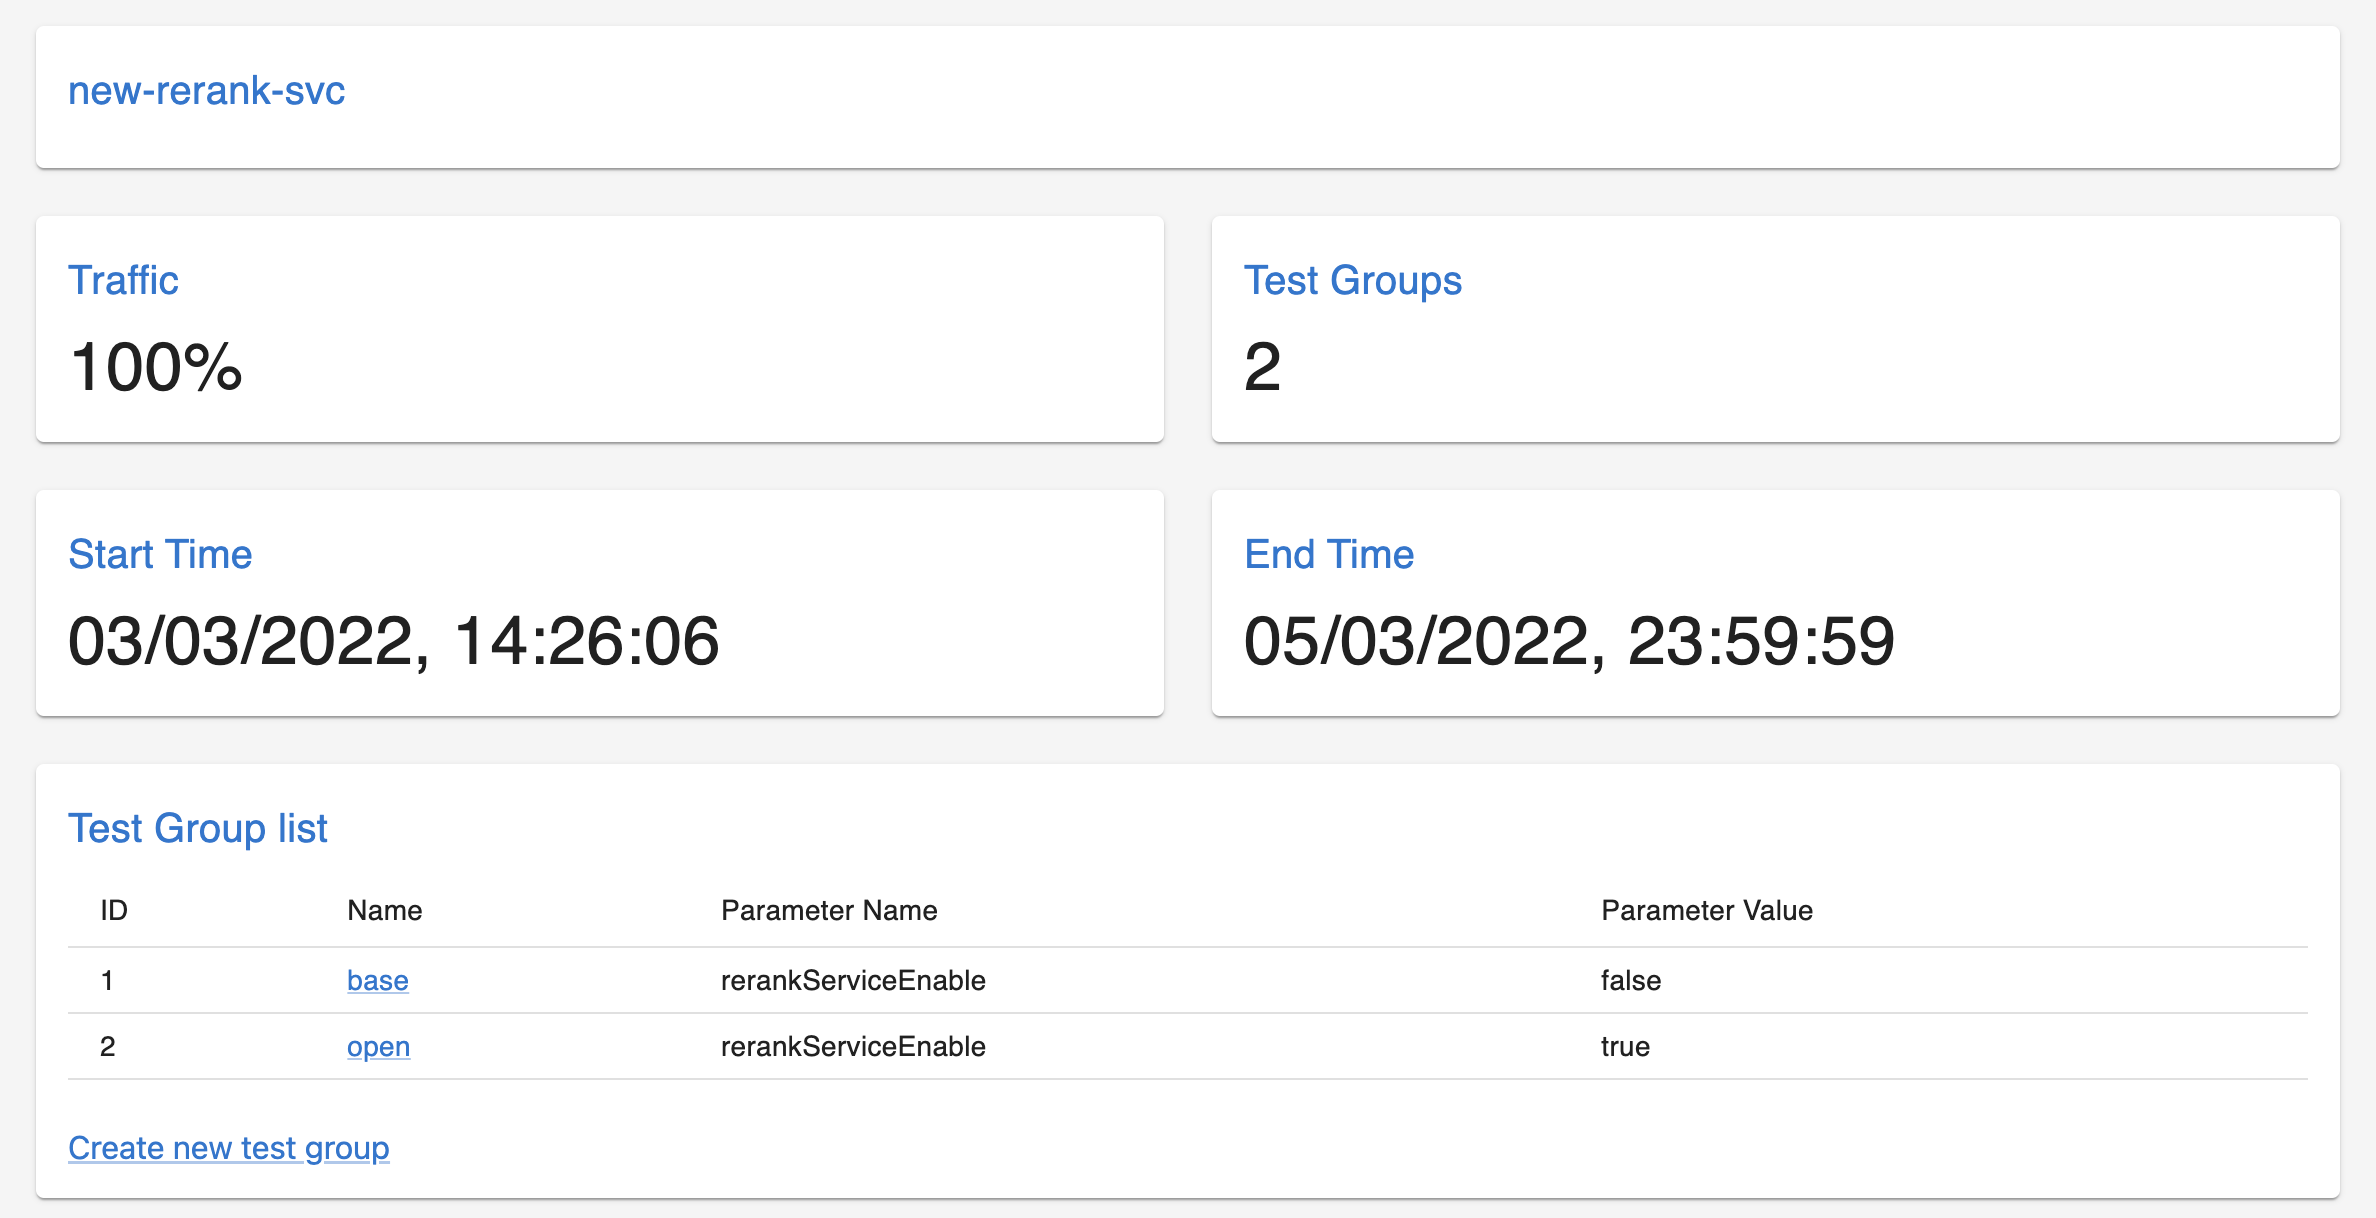 new-rerank-svc
Traffic
100%
Test Groups
2
Start Time
03/03/2022, 14:26:06
End Time
05/03/2022, 23:59:59
Test Group list
ID Name Parameter Name Parameter Value
1 base rerankServiceEnable false
2 open rerankServiceEnable true
Create new test group